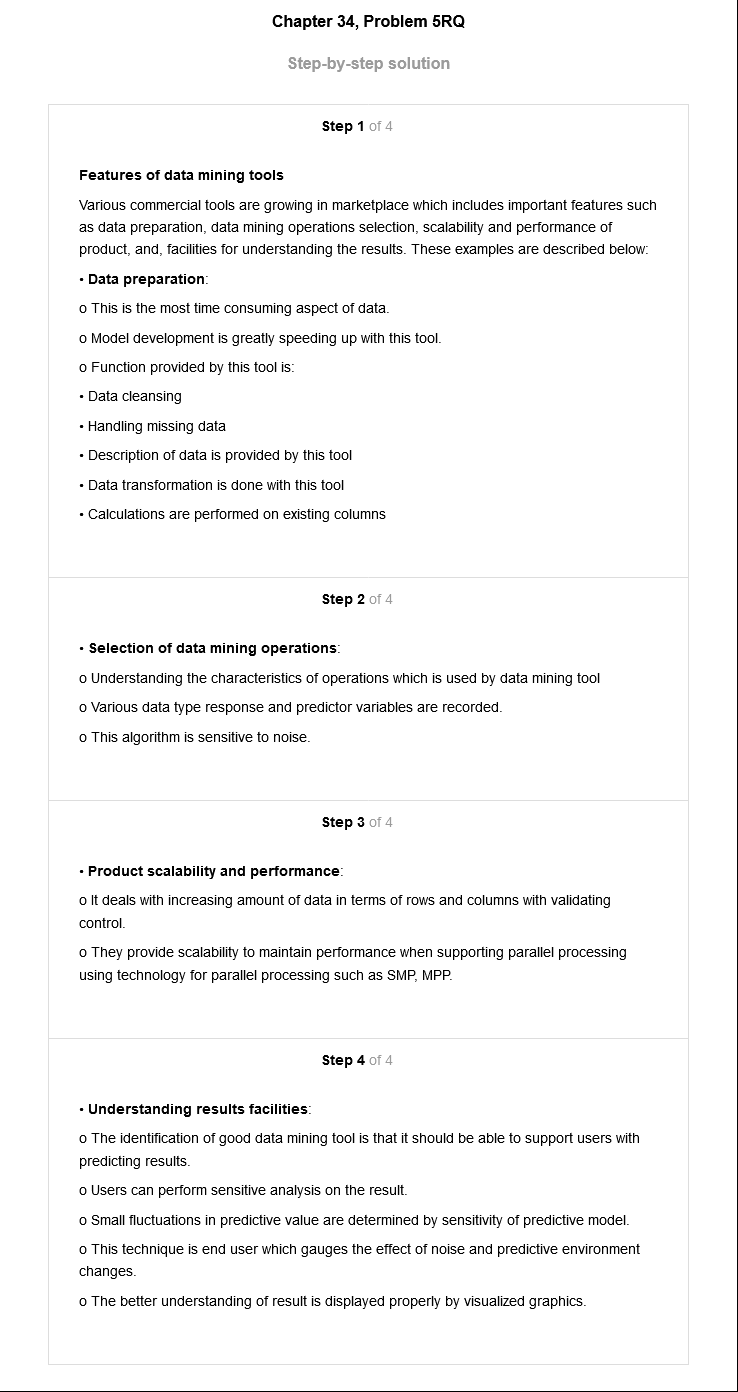 Chapter 34, Problem 5RQ
Step-by-step solution
Step 1 of 4
Features of data mining tools
Various commercial tools are growing in marketplace which includes important features such
as data preparation, data mining operations selection, scalability and performance of
product, and, facilities for understanding the results. These examples are described below:
• Data preparation:
o This is the most time consuming aspect of data.
o Model development is greatly speeding up with this tool.
o Function provided by this tool is:
• Data cleansing
• Handling missing data
• Description of data is provided by this tool
• Data transformation is done with this tool
• Calculations are performed on existing columns
Step 2 of 4
• Selection of data mining operations:
o Understanding the characteristics of operations which is used by data mining tool
o Various data type response and predictor variables are recorded.
o This algorithm is sensitive to noise.
Step 3 of 4
• Product scalability and performance:
o It deals with increasing amount of data in terms of rows and columns with validating
control.
o They provide scalability to maintain performance when supporting parallel processing
using technology for parallel processing such as SMP, MPP.
Step 4 of 4
• Understanding results facilities:
o The identification of good data mining tool is that it should be able to support users with
predicting results.
o Users can perform sensitive analysis on the result.
o Small fluctuations in predictive value are determined by sensitivity of predictive model.
o This technique is end user which gauges the effect of noise and predictive environment
changes.
o The better understanding of result is displayed properly by visualized graphics.